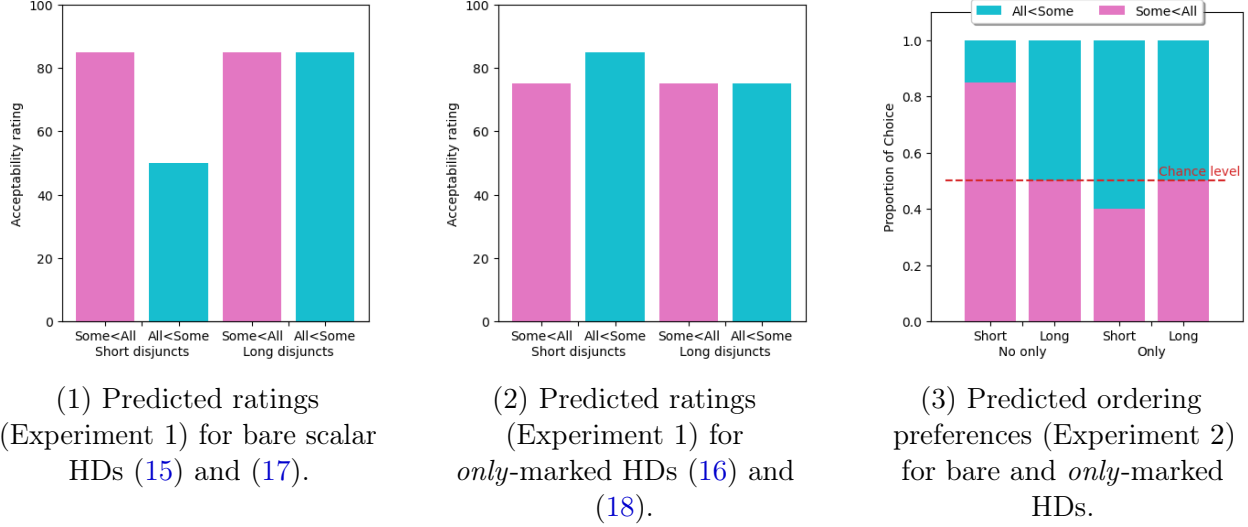 100
80
60
40
20
0
Acceptability rating
Some<All All<Some Some<All All<Some
Short disjuncts Long disjuncts
(1) Predicted ratings
(Experiment 1) for bare scalar
HDs (15) and (17).
100
80
60
40
20
0
Acceptability rating
Some<All All<Some Some<All All<Some
Short disjuncts Long disjuncts
(2) Predicted ratings
(Experiment 1) for
only-marked HDs (16) and
(18).
All<Some Some<All
1.0
0.8
0.6
0.4
0.2
0.0
Proportion of Choice
Chance level
Short Long Short Long
No only Only
(3) Predicted ordering
preferences (Experiment 2)
for bare and only-marked
HDs.